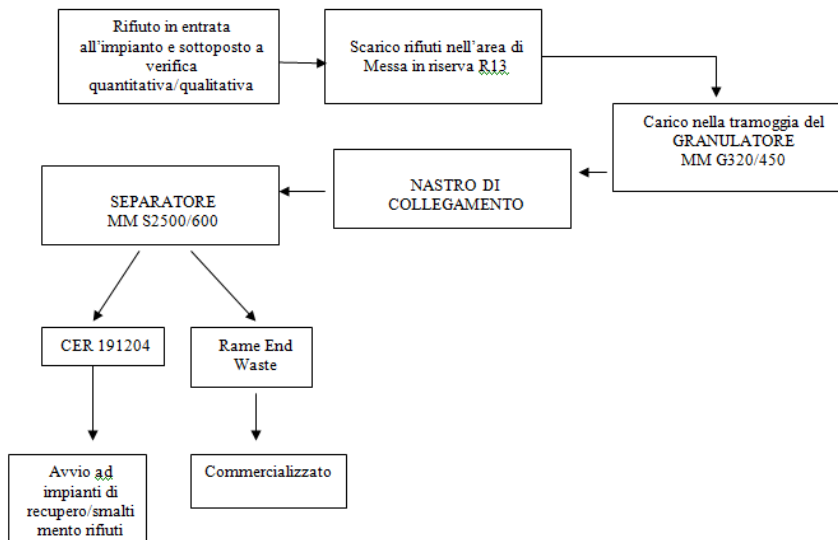 Rifiuto in entrata
all'impianto e sottoposto a
verifica
quantitativa/qualitativa
Scarico rifiuti nell'area di
Messa in riserva R13
Carico nella tramoggia del
GRANULATORE
MM G320/450
NASTRO DI
COLLEGAMENTO
SEPARATORE
MM S2500/600
CER 191204
Rame End
Waste
Avvio ad
impianti di
recupero/smalti
mento rifiuti
Commercializzato